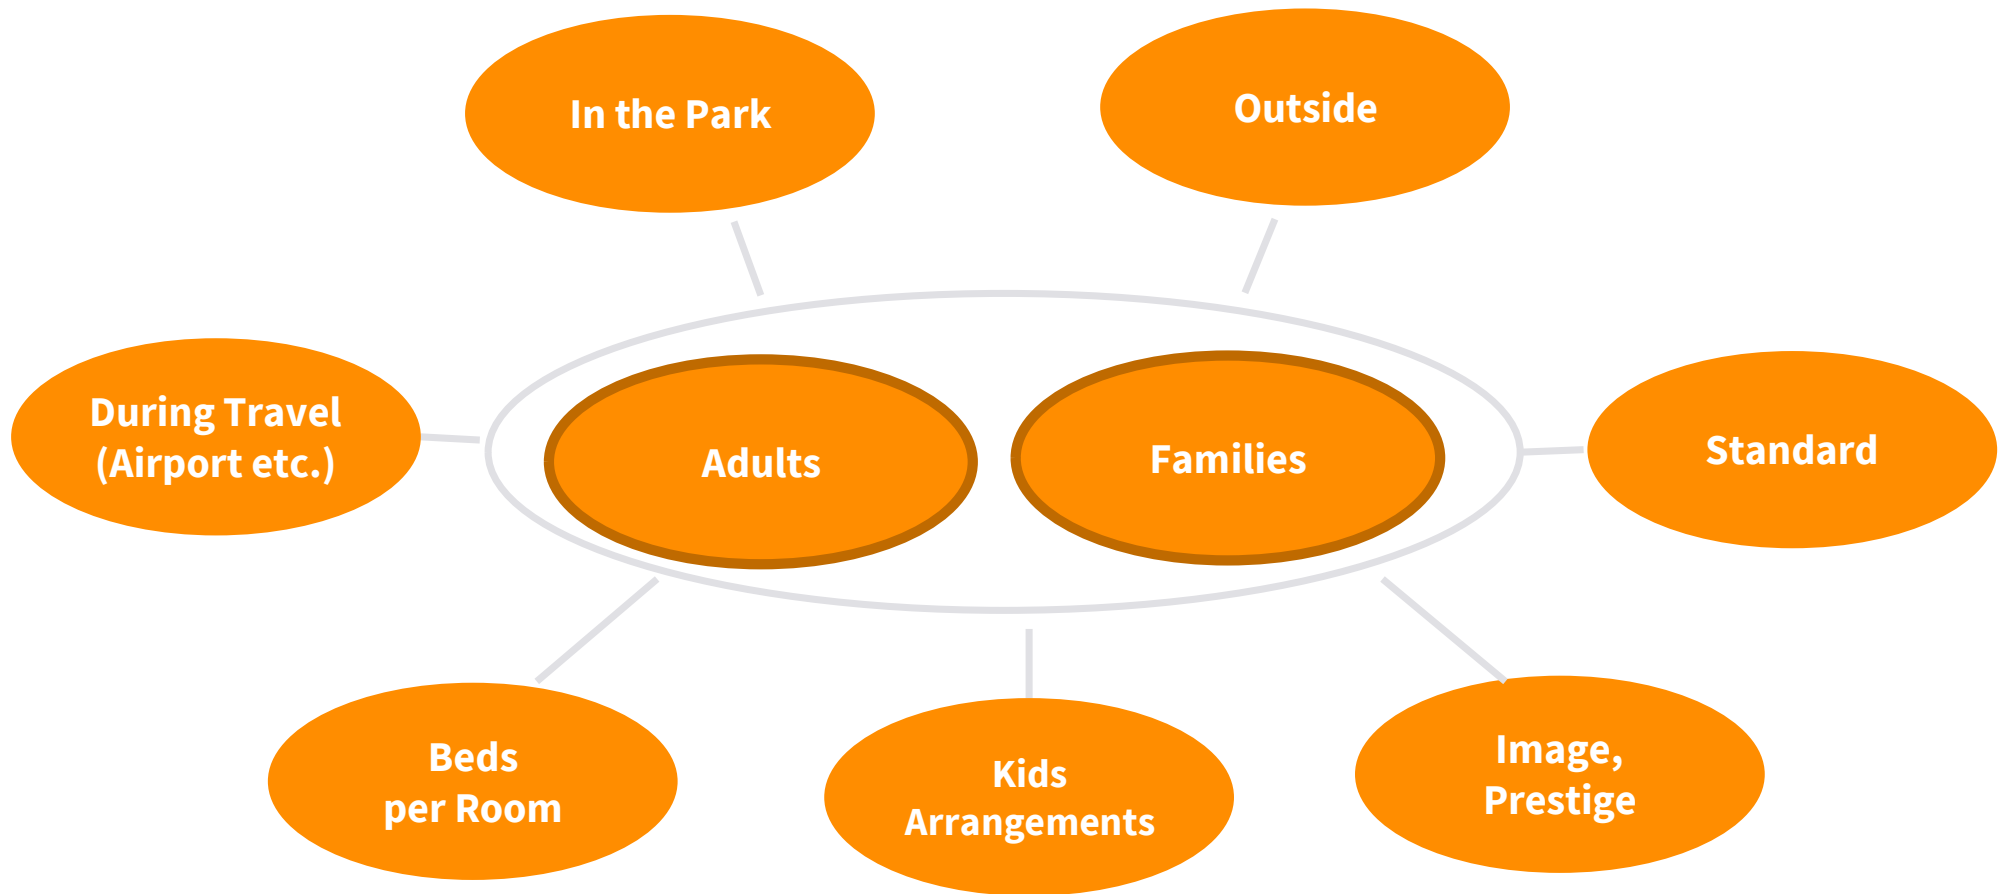 In the Park
Outside
During Travel
(Airport etc.)
Adults
Families
Standard
Beds
per Room
Kids
Arrangements
Image,
Prestige